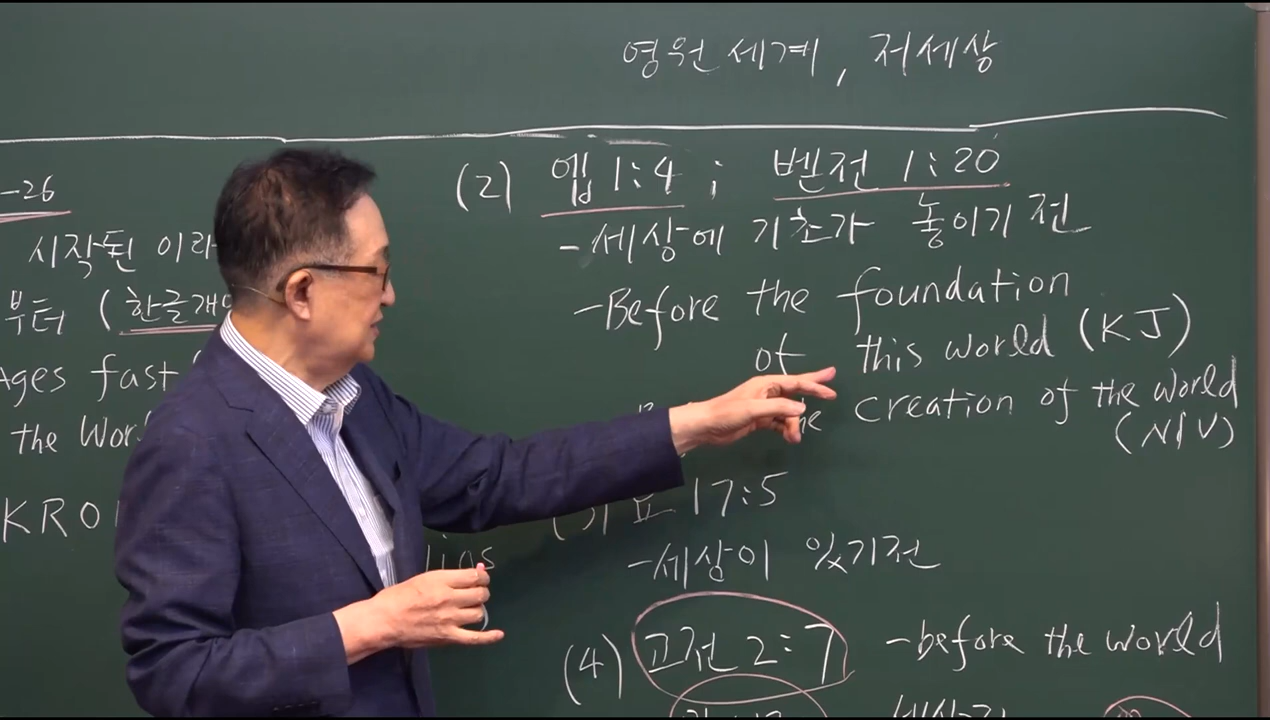 영원세계, 저세상
-26
시작된 이
부터 (한글개
Ages fast
the Wor
KRO
lios
(2) 엡 1:4 ; 벧전 1:20
-세상에 기초가 놓이기 전
-Before the foundation
of this world (KJ)
creation of the world
(NIV)
요 17:5
-세상이 있기전
(4) 고전 2:7 -before the world